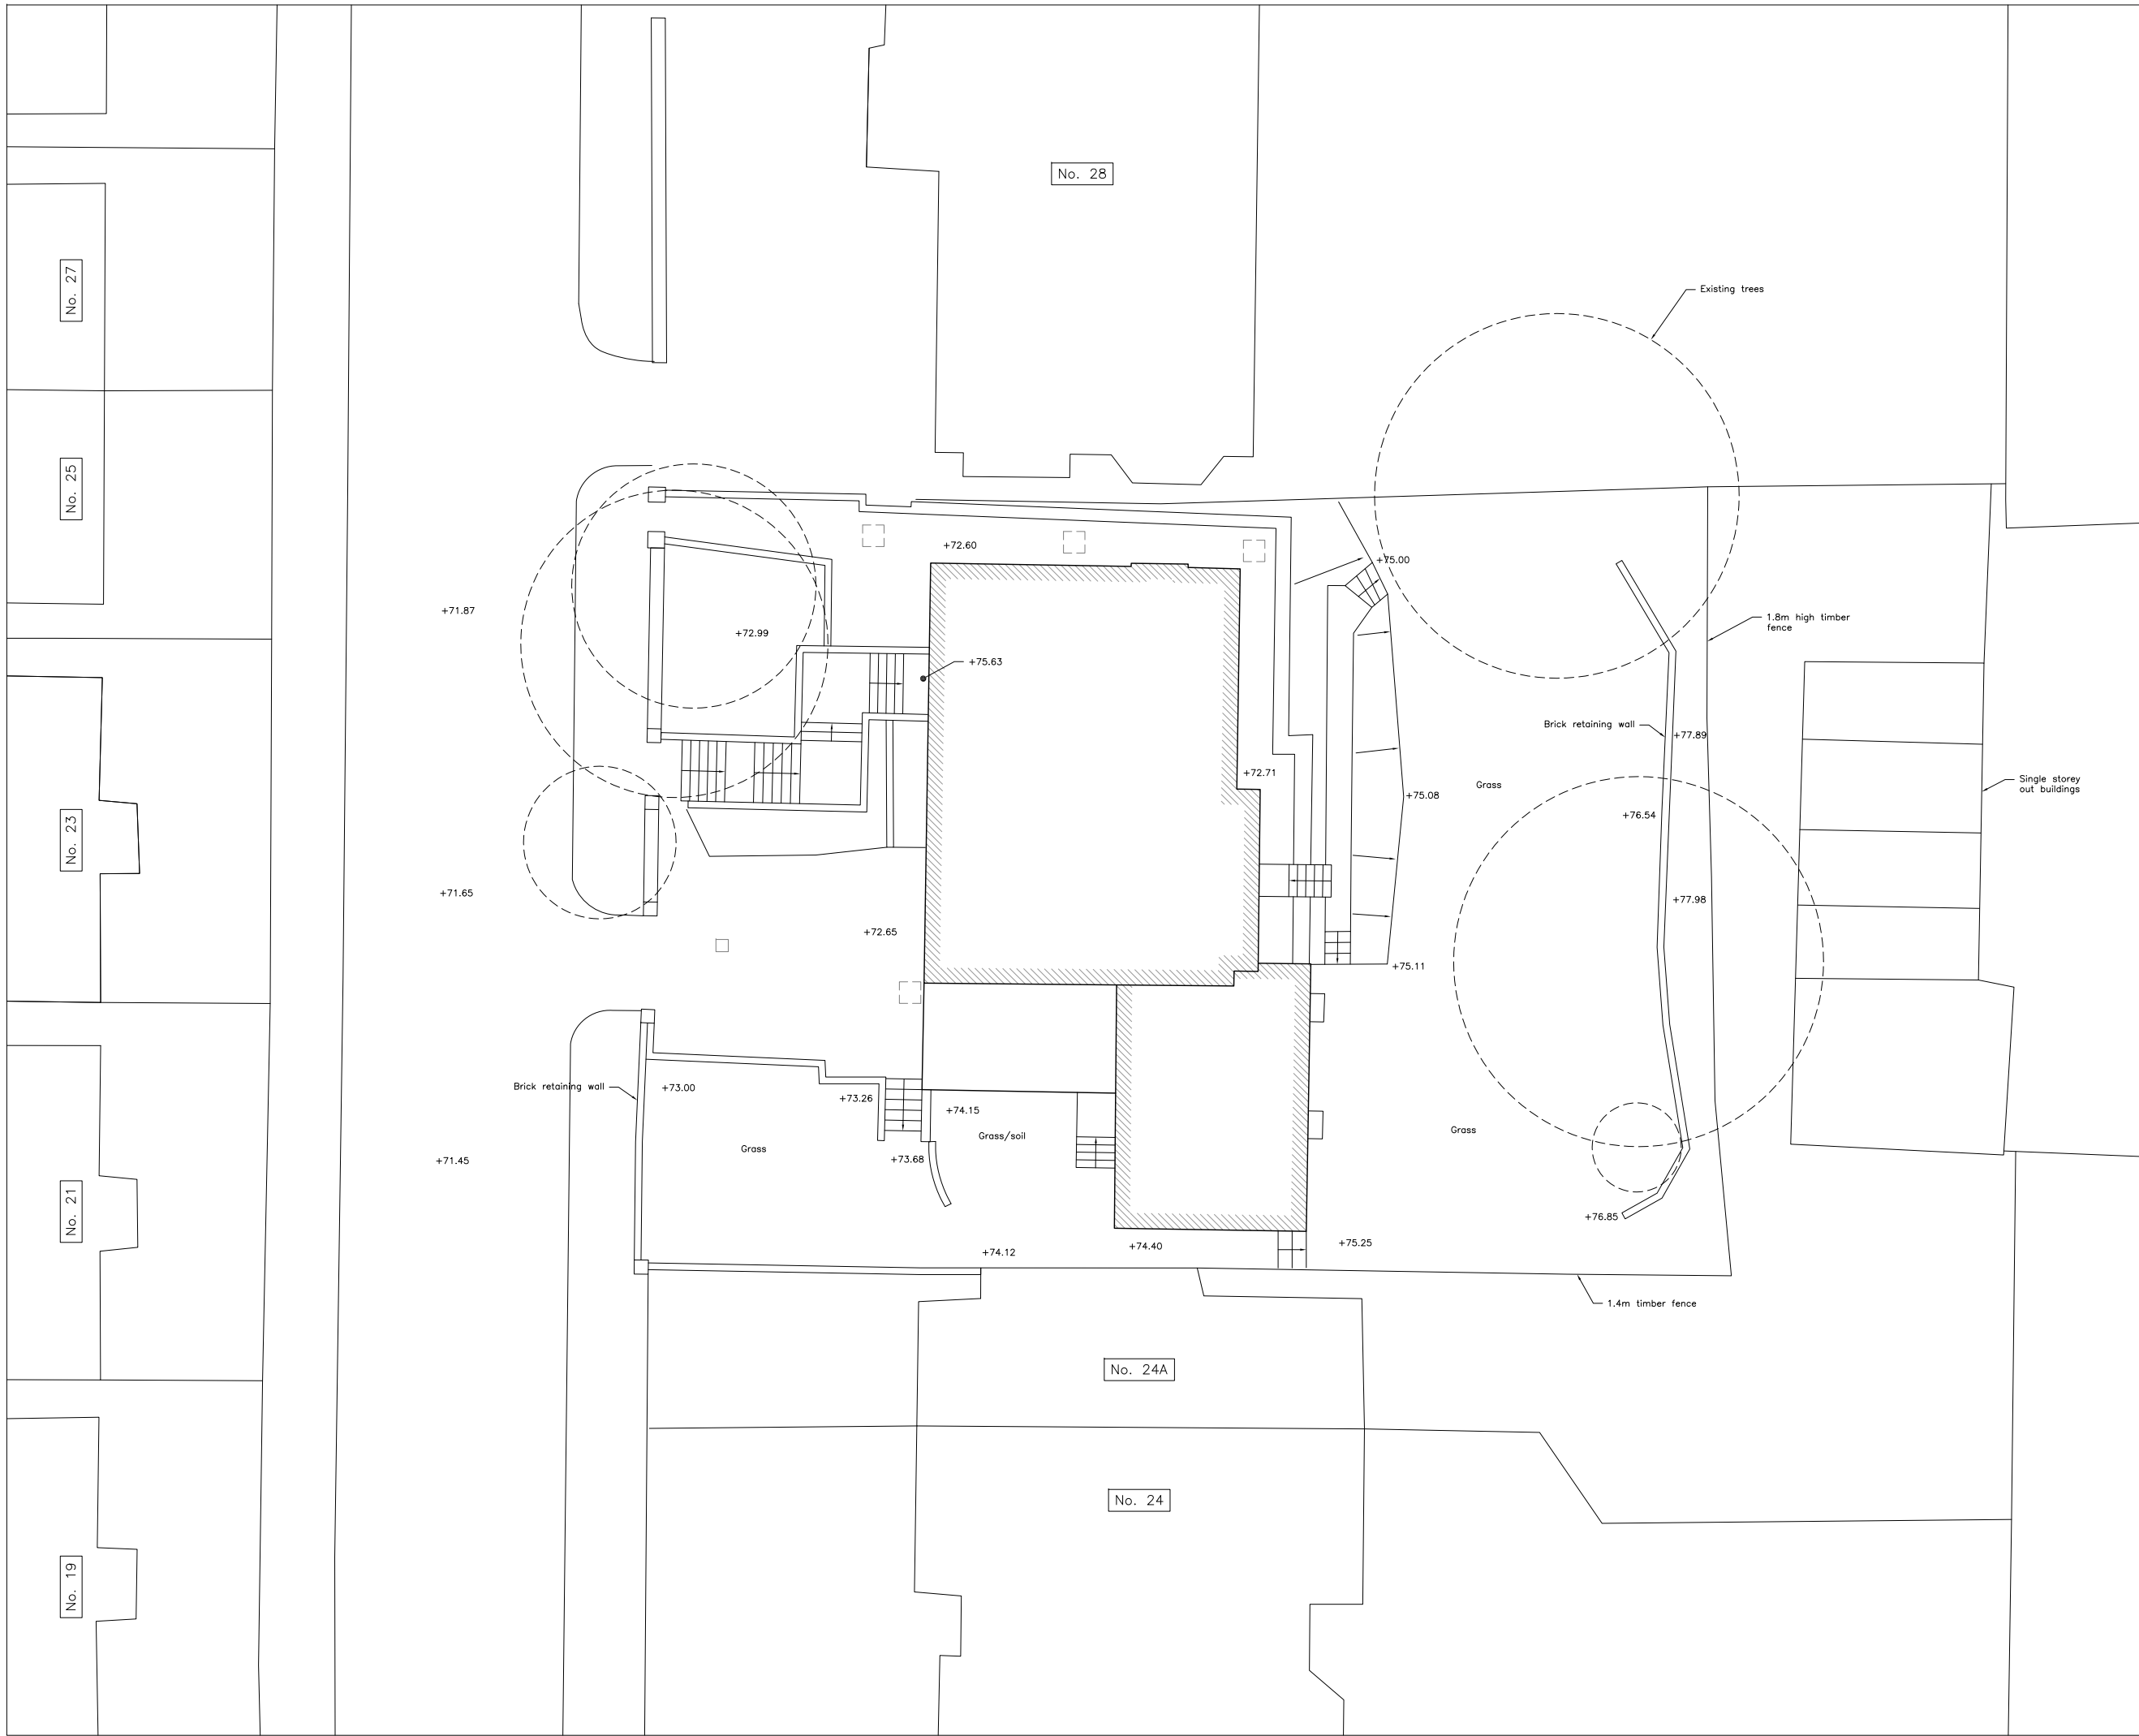 No. 28
No. 27
Existing trees
No. 25
+72.60
+75.00
+71.87
1.8m high timber
fence
+72.99
+75.63
Brick retaining wall
+77.89
+72.71
Single storey
out buildings
Grass
+75.08
+76.54
No. 23
+71.65
+77.98
+72.65
+75.11
Brick retaining wall
+73.00
+73.26
+74.15
Grass/soil
Grass
Grass
+71.45
+73.68
No. 21
+76.85
+74.12
+74.40
+75.25
1.4m timber fence
No. 24A
No. 24
No. 19